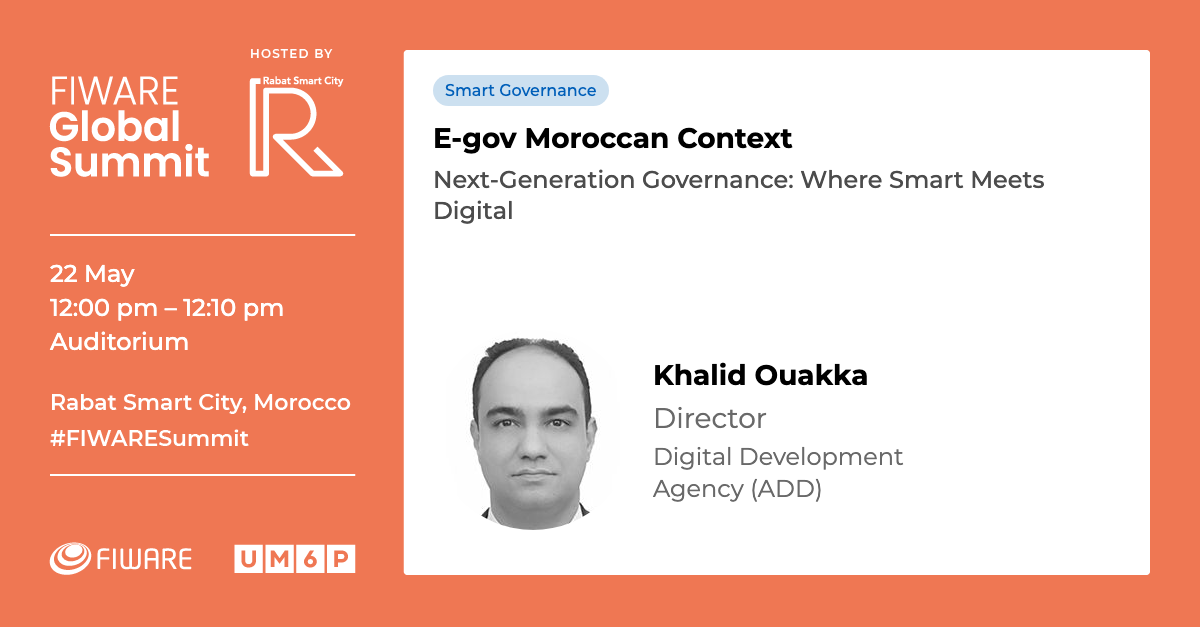 HOSTED BY
FIWARE
Global
Summit
Rabat Smart City
R
22 May
12:00 pm – 12:10 pm
Auditorium
Rabat Smart City, Morocco
#FIWARESummit
FIWARE
UM6P
Smart Governance
E-gov Moroccan Context
Next-Generation Governance: Where Smart Meets
Digital
Khalid Ouakka
Director
Digital Development
Agency (ADD)